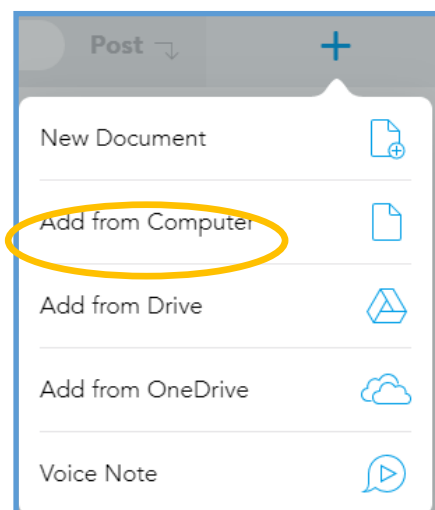 Post
New Document
Add from Computer
Add from Drive
Add from OneDrive
Voice Note